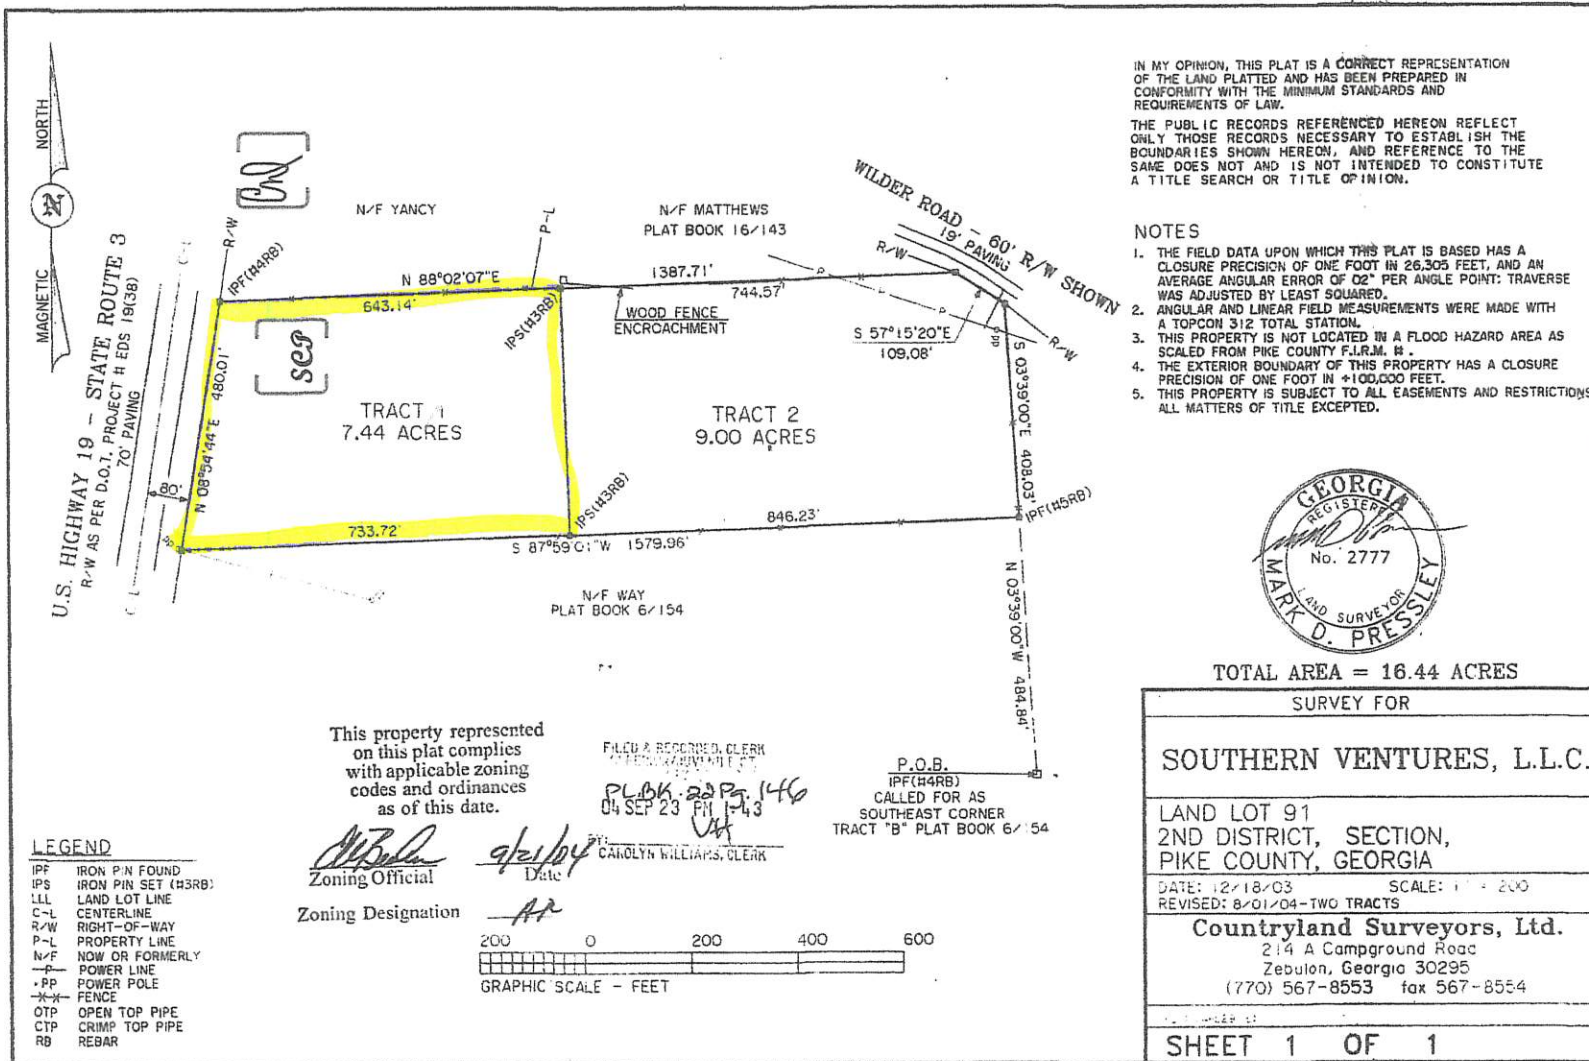 IN MY OPINION, THIS PLAT IS A CORRECT REPRESENTATION
OF THE LAND PLATTED AND HAS BEEN PREPARED IN
CONFORMITY WITH THE MINIMUM STANDARDS AND
REQUIREMENTS OF LAW.
THE PUBLIC RECORDS REFERENCED HEREON REFLECT
ONLY THOSE RECORDS NECESSARY TO ESTABLISH THE
BOUNDARIES SHOWN HEREON, AND REFERENCE TO THE
SAME DOES NOT AND IS NOT INTENDED TO CONSTITUTE
A TITLE SEARCH OR TITLE OPINION.
NOTES
1. THE FIELD DATA UPON WHICH THIS PLAT IS BASED HAS A
CLOSURE PRECISION OF ONE FOOT IN 26,305 FEET, AND AN
AVERAGE ANGULAR ERROR OF 02" PER ANGLE POINT: TRAVERSE
WAS ADJUSTED BY LEAST SQUARED.
2. ANGULAR AND LINEAR FIELD MEASUREMENTS WERE MADE WITH
A TOPCON 312 TOTAL STATION.
3. THIS PROPERTY IS NOT LOCATED IN A FLOOD HAZARD AREA AS
SCALED FROM PIKE COUNTY F.I.R.M. # .
4. THE EXTERIOR BOUNDARY OF THIS PROPERTY HAS A CLOSURE
PRECISION OF ONE FOOT IN +100,000 FEET.
5. THIS PROPERTY IS SUBJECT TO ALL EASEMENTS AND RESTRICTIONS
ALL MATTERS OF TITLE EXCEPTED.
MAGNETIC
N
NORTH
U.S. HIGHWAY 19 - STATE ROUTE 3
R/W AS PER D.O.T. PROJECT # EDS 19(38)
70' PAVING
C-L
C-L
80'
R/W
IPF(#4RB)
N/F YANCY
P-L
N/F MATTHEWS
PLAT BOOK 16/143
WILDER ROAD - 60' R/W SHOWN
19' PAVING
R/W
R/W
N 88°02'07"E
1387.71'
643.14'
744.57'
WOOD FENCE
ENCROACHMENT
IPS(#3RB)
SCP
S 57°15'20"E
109.08'
PP
P
P
N 08°54'44"E 480.01'
TRACT 1
7.44 ACRES
TRACT 2
9.00 ACRES
S 03°39'00"E 408.03'
IPS(#3RB)
IPF(#5RB)
733.72'
846.23'
S 87°59'01"W 1579.96'
PP
N/F WAY
PLAT BOOK 6/154
N 03°39'00"W 484.84'
P.O.B.
IPF(#4RB)
CALLED FOR AS
SOUTHEAST CORNER
TRACT "B" PLAT BOOK 6/154
GEORGIA
REGISTERED
No. 2777
LAND SURVEYOR
MARK D. PRESSLEY
TOTAL AREA = 16.44 ACRES
This property represented
on this plat complies
with applicable zoning
codes and ordinances
as of this date.
9/21/04
Zoning Official Date
Zoning Designation AR
FILED & RECORDED, CLERK
PL.BK. 22 Pg. 146
04 SEP 23 PM 1:43
BY:
CAROLYN WILLIAMS, CLERK
LEGEND
IPF IRON PIN FOUND
IPS IRON PIN SET (#3RB)
LLL LAND LOT LINE
C-L CENTERLINE
R/W RIGHT-OF-WAY
P-L PROPERTY LINE
N/F NOW OR FORMERLY
—P— POWER LINE
•PP POWER POLE
-X-X- FENCE
OTP OPEN TOP PIPE
CTP CRIMP TOP PIPE
RB REBAR
200 0 200 400 600
GRAPHIC SCALE - FEET
SURVEY FOR
SOUTHERN VENTURES, L.L.C.
LAND LOT 91
2ND DISTRICT, SECTION,
PIKE COUNTY, GEORGIA
DATE: 12/18/03 SCALE: 1" = 200
REVISED: 8/01/04-TWO TRACTS
Countryland Surveyors, Ltd.
214 A Campground Road
Zebulon, Georgia 30295
(770) 567-8553 fax 567-8554
SHEET 1 OF 1